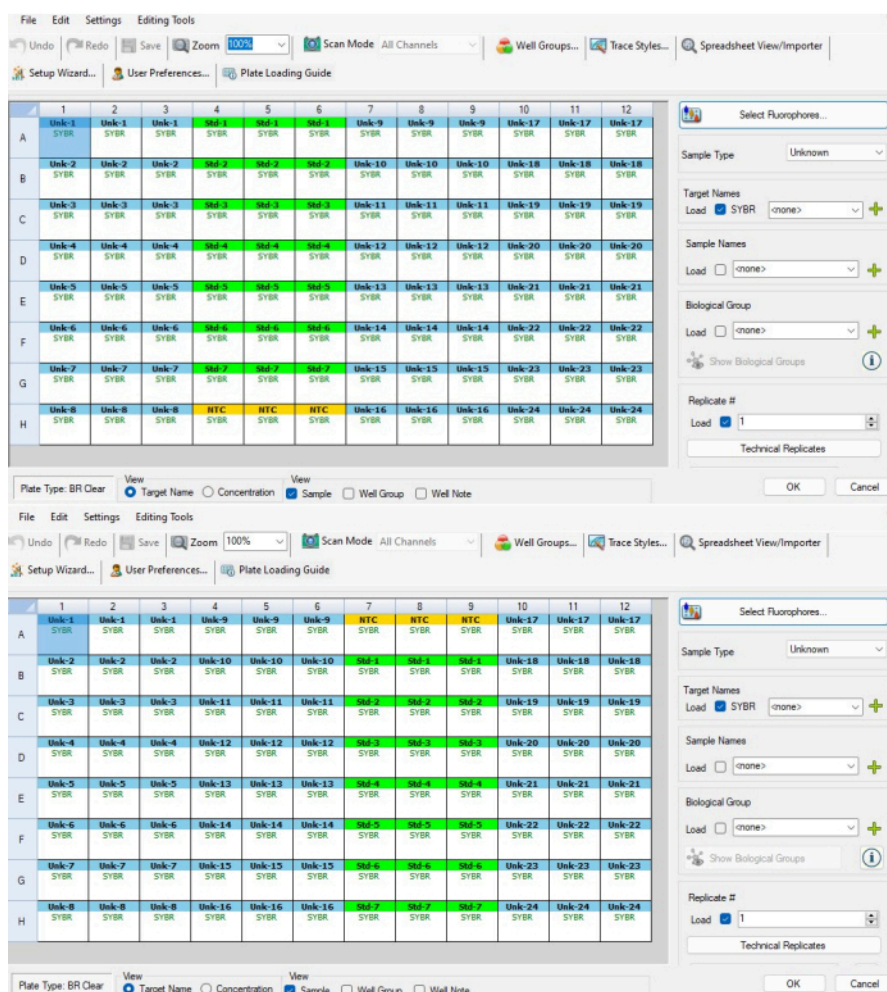 File Edit Settings Editing Tools
Undo Redo Save Zoom 100% Scan Mode All Channels Well Groups... Trace Styles... Spreadsheet View/Importer
Setup Wizard... User Preferences... Plate Loading Guide
1 2 3 4 5 6 7 8 9 10 11 12
Select Fluorophores...
A
Unk-1 Unk-1 Unk-1 Std-1 Std-1 Std-1 Unk-9 Unk-9 Unk-9 Unk-17 Unk-17 Unk-17
SYBR SYBR SYBR SYBR SYBR SYBR SYBR SYBR SYBR SYBR SYBR SYBR
Sample Type Unknown
B
Unk-2 Unk-2 Unk-2 Std-2 Std-2 Std-2 Unk-10 Unk-10 Unk-10 Unk-18 Unk-18 Unk-18
SYBR SYBR SYBR SYBR SYBR SYBR SYBR SYBR SYBR SYBR SYBR SYBR
Target Names
Load SYBR <none>
C
Unk-3 Unk-3 Unk-3 Std-3 Std-3 Std-3 Unk-11 Unk-11 Unk-11 Unk-19 Unk-19 Unk-19
SYBR SYBR SYBR SYBR SYBR SYBR SYBR SYBR SYBR SYBR SYBR SYBR
Sample Names
Load <none>
D
Unk-4 Unk-4 Unk-4 Std-4 Std-4 Std-4 Unk-12 Unk-12 Unk-12 Unk-20 Unk-20 Unk-20
SYBR SYBR SYBR SYBR SYBR SYBR SYBR SYBR SYBR SYBR SYBR SYBR
E
Unk-5 Unk-5 Unk-5 Std-5 Std-5 Std-5 Unk-13 Unk-13 Unk-13 Unk-21 Unk-21 Unk-21
SYBR SYBR SYBR SYBR SYBR SYBR SYBR SYBR SYBR SYBR SYBR SYBR
Biological Group
Load <none>
F
Unk-6 Unk-6 Unk-6 Std-6 Std-6 Std-6 Unk-14 Unk-14 Unk-14 Unk-22 Unk-22 Unk-22
SYBR SYBR SYBR SYBR SYBR SYBR SYBR SYBR SYBR SYBR SYBR SYBR
Show Biological Groups
G
Unk-7 Unk-7 Unk-7 Std-7 Std-7 Std-7 Unk-15 Unk-15 Unk-15 Unk-23 Unk-23 Unk-23
SYBR SYBR SYBR SYBR SYBR SYBR SYBR SYBR SYBR SYBR SYBR SYBR
Replicate #
Load 1
H
Unk-8 Unk-8 Unk-8 NTC NTC NTC Unk-16 Unk-16 Unk-16 Unk-24 Unk-24 Unk-24
SYBR SYBR SYBR SYBR SYBR SYBR SYBR SYBR SYBR SYBR SYBR SYBR
Technical Replicates
Plate Type: BR Clear
View
Target Name Concentration
View
Sample Well Group Well Note
OK Cancel
File Edit Settings Editing Tools
Undo Redo Save Zoom 100% Scan Mode All Channels Well Groups... Trace Styles... Spreadsheet View/Importer
Setup Wizard... User Preferences... Plate Loading Guide
1 2 3 4 5 6 7 8 9 10 11 12
Select Fluorophores...
A
Unk-1 Unk-1 Unk-1 Unk-9 Unk-9 Unk-9 NTC NTC NTC Unk-17 Unk-17 Unk-17
SYBR SYBR SYBR SYBR SYBR SYBR SYBR SYBR SYBR SYBR SYBR SYBR
Sample Type Unknown
B
Unk-2 Unk-2 Unk-2 Unk-10 Unk-10 Unk-10 Std-1 Std-1 Std-1 Unk-18 Unk-18 Unk-18
SYBR SYBR SYBR SYBR SYBR SYBR SYBR SYBR SYBR SYBR SYBR SYBR
Target Names
Load SYBR <none>
C
Unk-3 Unk-3 Unk-3 Unk-11 Unk-11 Unk-11 Std-2 Std-2 Std-2 Unk-19 Unk-19 Unk-19
SYBR SYBR SYBR SYBR SYBR SYBR SYBR SYBR SYBR SYBR SYBR SYBR
Sample Names
Load <none>
D
Unk-4 Unk-4 Unk-4 Unk-12 Unk-12 Unk-12 Std-3 Std-3 Std-3 Unk-20 Unk-20 Unk-20
SYBR SYBR SYBR SYBR SYBR SYBR SYBR SYBR SYBR SYBR SYBR SYBR
E
Unk-5 Unk-5 Unk-5 Unk-13 Unk-13 Unk-13 Std-4 Std-4 Std-4 Unk-21 Unk-21 Unk-21
SYBR SYBR SYBR SYBR SYBR SYBR SYBR SYBR SYBR SYBR SYBR SYBR
Biological Group
Load <none>
F
Unk-6 Unk-6 Unk-6 Unk-14 Unk-14 Unk-14 Std-5 Std-5 Std-5 Unk-22 Unk-22 Unk-22
SYBR SYBR SYBR SYBR SYBR SYBR SYBR SYBR SYBR SYBR SYBR SYBR
Show Biological Groups
G
Unk-7 Unk-7 Unk-7 Unk-15 Unk-15 Unk-15 Std-6 Std-6 Std-6 Unk-23 Unk-23 Unk-23
SYBR SYBR SYBR SYBR SYBR SYBR SYBR SYBR SYBR SYBR SYBR SYBR
Replicate #
Load 1
H
Unk-8 Unk-8 Unk-8 Unk-16 Unk-16 Unk-16 Std-7 Std-7 Std-7 Unk-24 Unk-24 Unk-24
SYBR SYBR SYBR SYBR SYBR SYBR SYBR SYBR SYBR SYBR SYBR SYBR
Technical Replicates
Plate Type: BR Clear
View
Target Name Concentration
View
Sample Well Group Well Note
OK Cancel